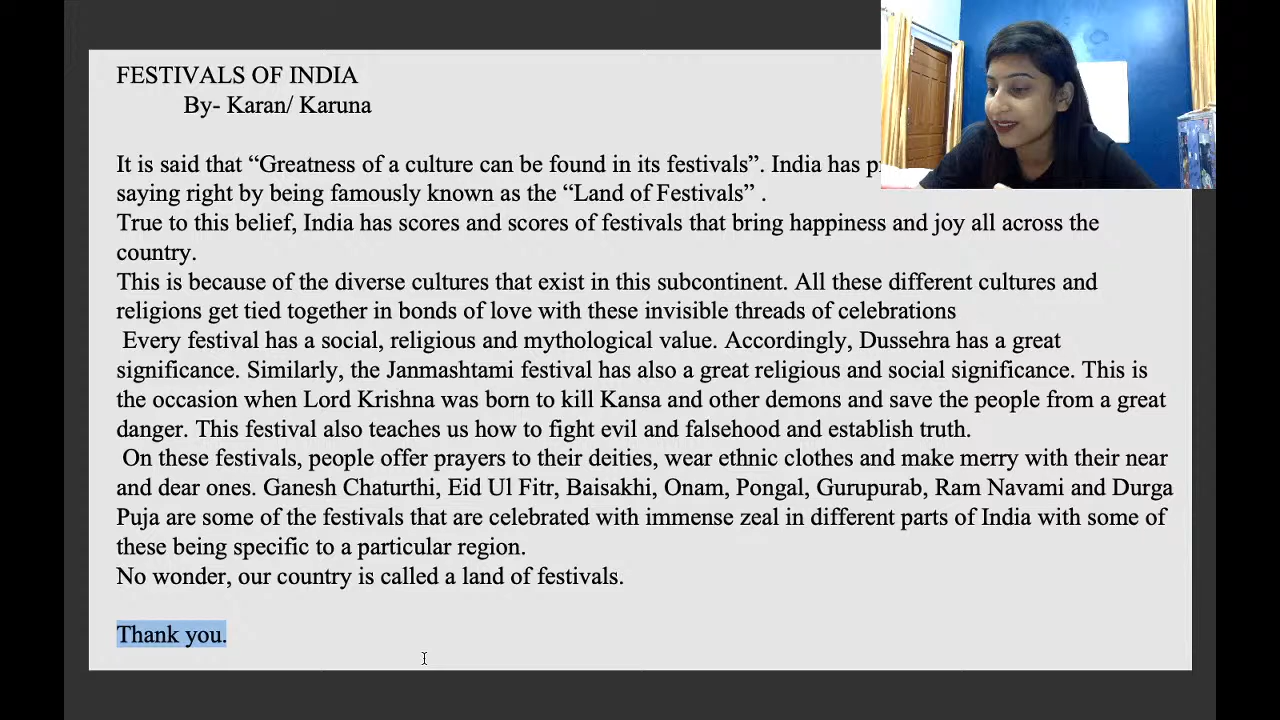 FESTIVALS OF INDIA
By- Karan/ Karuna
It is said that “Greatness of a culture can be found in its festivals”. India has
saying right by being famously known as the “Land of Festivals” .
True to this belief, India has scores and scores of festivals that bring happiness and joy all across the
country.
This is because of the diverse cultures that exist in this subcontinent. All these different cultures and
religions get tied together in bonds of love with these invisible threads of celebrations
Every festival has a social, religious and mythological value. Accordingly, Dussehra has a great
significance. Similarly, the Janmashtami festival has also a great religious and social significance. This is
the occasion when Lord Krishna was born to kill Kansa and other demons and save the people from a great
danger. This festival also teaches us how to fight evil and falsehood and establish truth.
On these festivals, people offer prayers to their deities, wear ethnic clothes and make merry with their near
and dear ones. Ganesh Chaturthi, Eid Ul Fitr, Baisakhi, Onam, Pongal, Gurupurab, Ram Navami and Durga
Puja are some of the festivals that are celebrated with immense zeal in different parts of India with some of
these being specific to a particular region.
No wonder, our country is called a land of festivals.
Thank you.